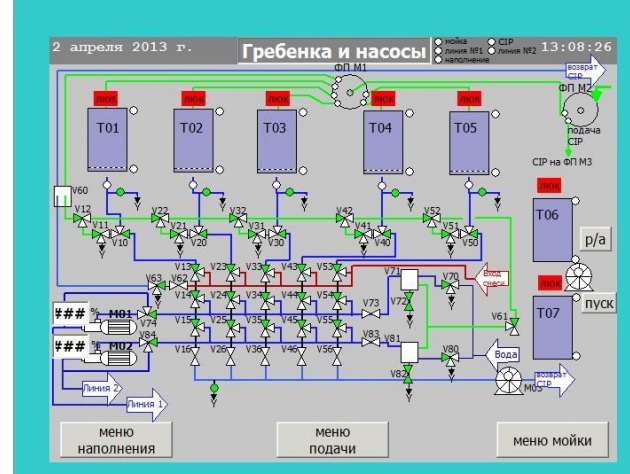 2 апреля 2013 г.
Гребенка и насосы
мойка
линия №1
наполнение
CIP
линия №2
13:08:26
ФП М1
возврат
CIP
ФП М2
подача
CIP
CIP на ФП М3
люк
люк
люк
люк
люк
T01
T02
T03
T04
T05
люк
T06
р/а
люк
T07
пуск
V60
V12
V11
V10
V22
V21
V20
V32
V31
V30
V42
V41
V40
V52
V51
V50
V13
V23
V33
V43
V53
V63
V62
V71
V70
Вход
смеси
V14
V24
V34
V44
V54
V73
V72
V61
### %
М01
V74
V15
V25
V35
V45
V55
V83
V81
V84
### %
М02
V16
V26
V36
V46
V56
V82
V80
Вода
М05
возврат
CIP
Линия 2
Линия 1
меню
наполнения
меню
подачи
меню мойки